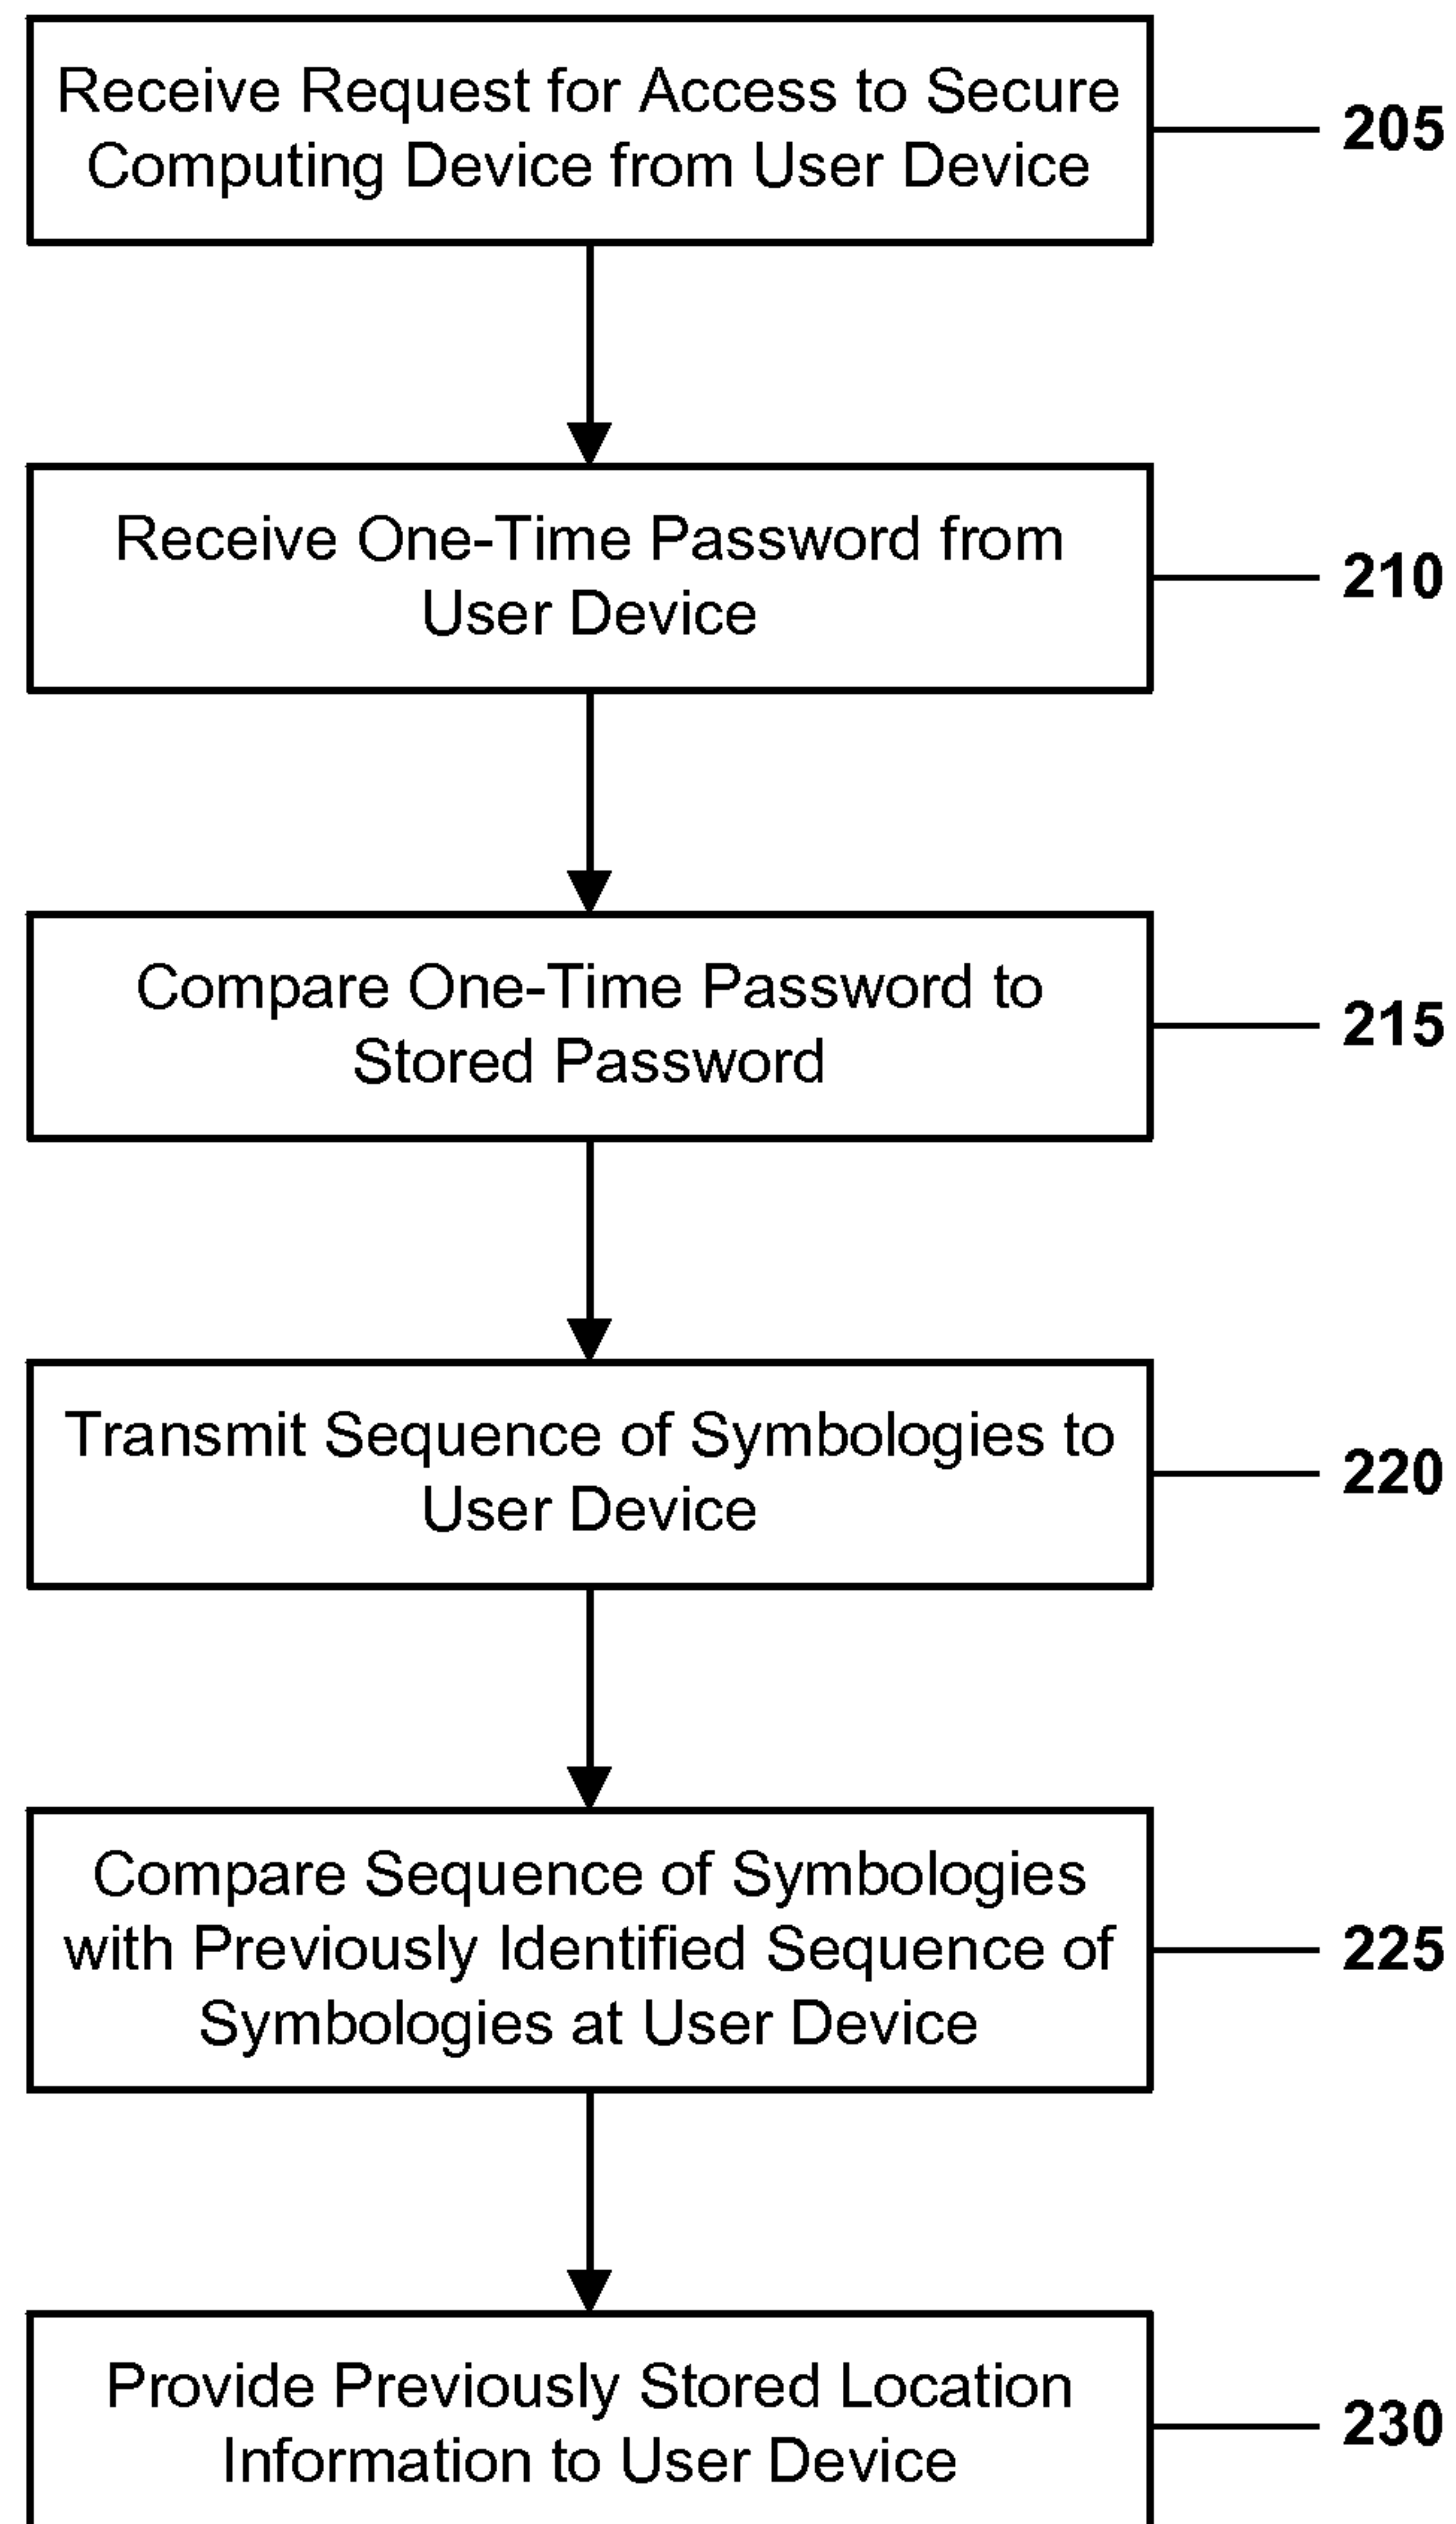 Receive Request for Access to Secure
Computing Device from User Device
205
Receive One-Time Password from
User Device
210
Compare One-Time Password to
Stored Password
215
Transmit Sequence of Symbologies to
User Device
220
Compare Sequence of Symbologies
with Previously Identified Sequence of
Symbologies at User Device
225
Provide Previously Stored Location
Information to User Device
230